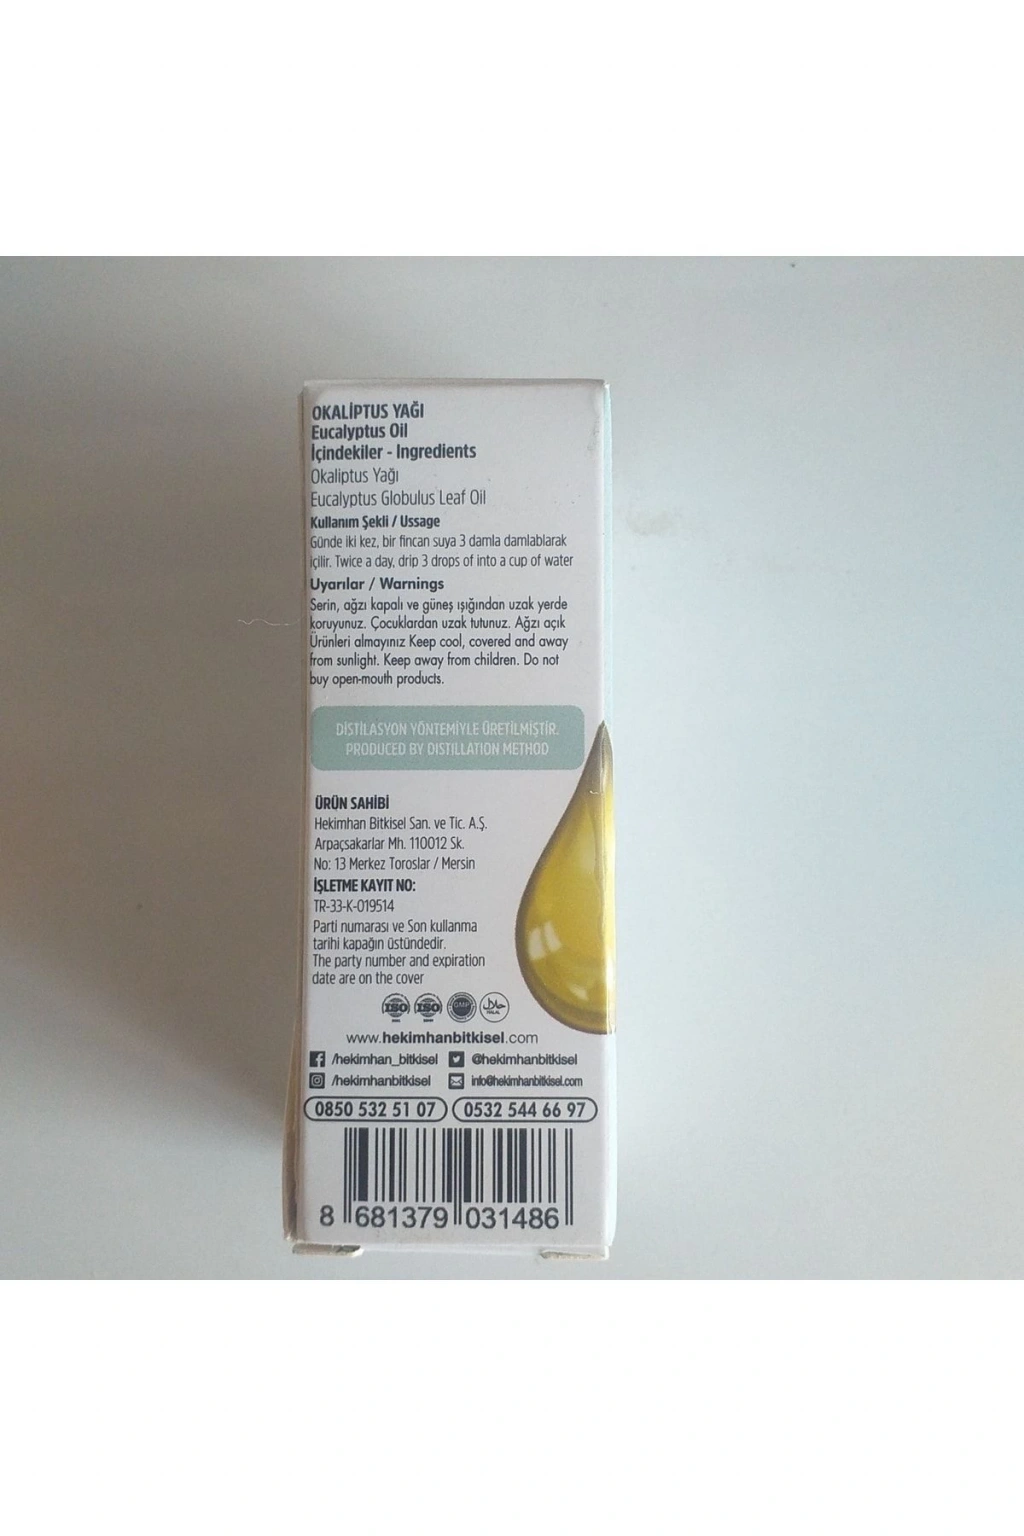 OKALİPTUS YAĞI
Eucalyptus Oil
İçindekiler - Ingredients
Okaliptus Yağı
Eucalyptus Globulus Leaf Oil
Kullanım Şekli / Ussage
Günde iki kez, bir fincan suya 3 damla damlablarak
içilir. Twice a day, drip 3 drops of into a cup of water
Uyarılar / Warnings
Serin, ağzı kapalı ve güneş ışığından uzak yerde
koruyunuz. Çocuklardan uzak tutunuz. Ağzı açık
Ürünleri almayınız Keep cool, covered and away
from sunlight. Keep away from children. Do not
buy open-mouth products.
DİSTİLASYON YÖNTEMİYLE ÜRETİLMİŞTİR.
PRODUCED BY DISTILLATION METHOD
ÜRÜN SAHİBİ
Hekimhan Bitkisel San. ve Tic. A.Ş.
Arpaçsakarlar Mh. 110012 Sk.
No: 13 Merkez Toroslar / Mersin
İŞLETME KAYIT NO:
TR-33-K-019514
Parti numarası ve Son kullanma
tarihi kapağın üstündedir.
The party number and expiration
date are on the cover
ISO ISO GMP حلال HALAL
www.hekimhanbitkisel.com
/hekimhan_bitkisel @hekimhanbitkisel
/hekimhanbitkisel info@hekimhanbitkisel.com
0850 532 51 07 0532 544 66 97
8 681379 031486